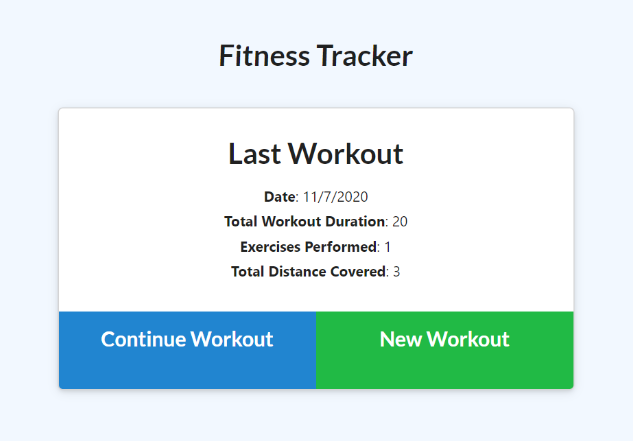 Fitness Tracker
Last Workout
Date: 11/7/2020
Total Workout Duration: 20
Exercises Performed: 1
Total Distance Covered: 3
Continue Workout
New Workout